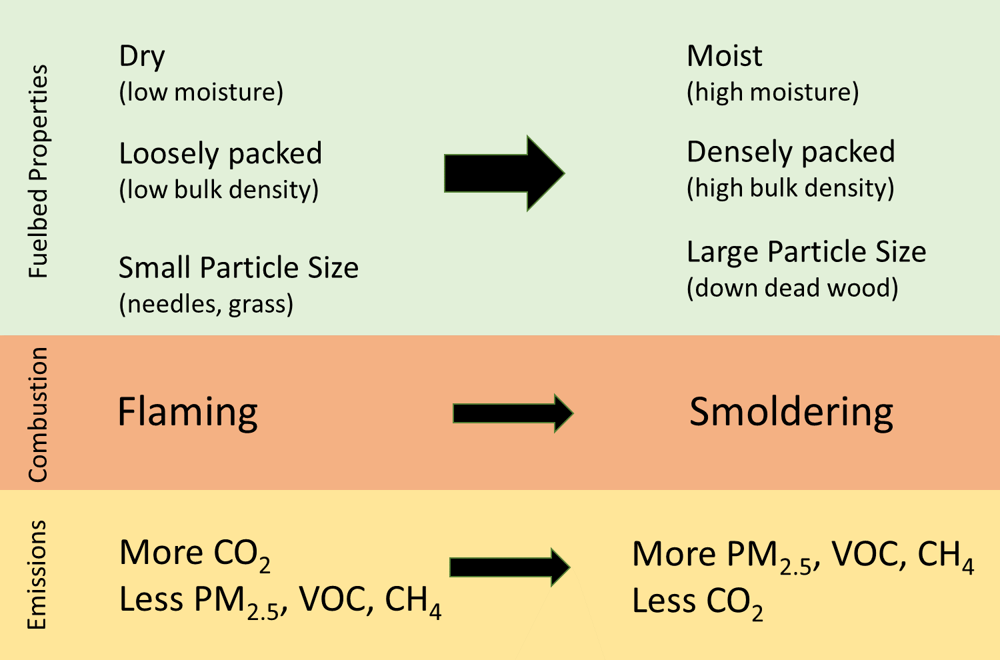 Fuelbed Properties
Dry
(low moisture)
Loosely packed
(low bulk density)
Small Particle Size
(needles, grass)
Moist
(high moisture)
Densely packed
(high bulk density)
Large Particle Size
(down dead wood)
Combustion
Flaming
Smoldering
Emissions
More CO₂
Less PM₂.₅, VOC, CH₄
More PM₂.₅, VOC, CH₄
Less CO₂